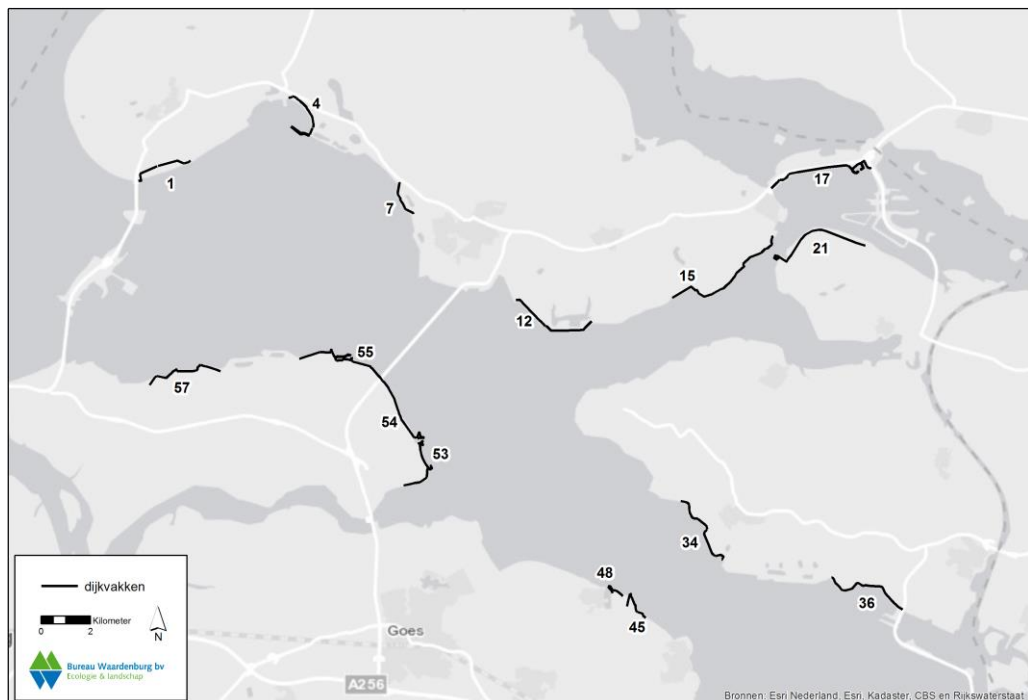 4
1
17
7
21
15
12
55
57
54
53
34
48
36
45
dijkvakken
Kilometer
0 2
N
Goes
Bureau Waardenburg bv
Ecologie & landschap
A256
Bronnen: Esri Nederland, Esri, Kadaster, CBS en Rijkswaterstaat